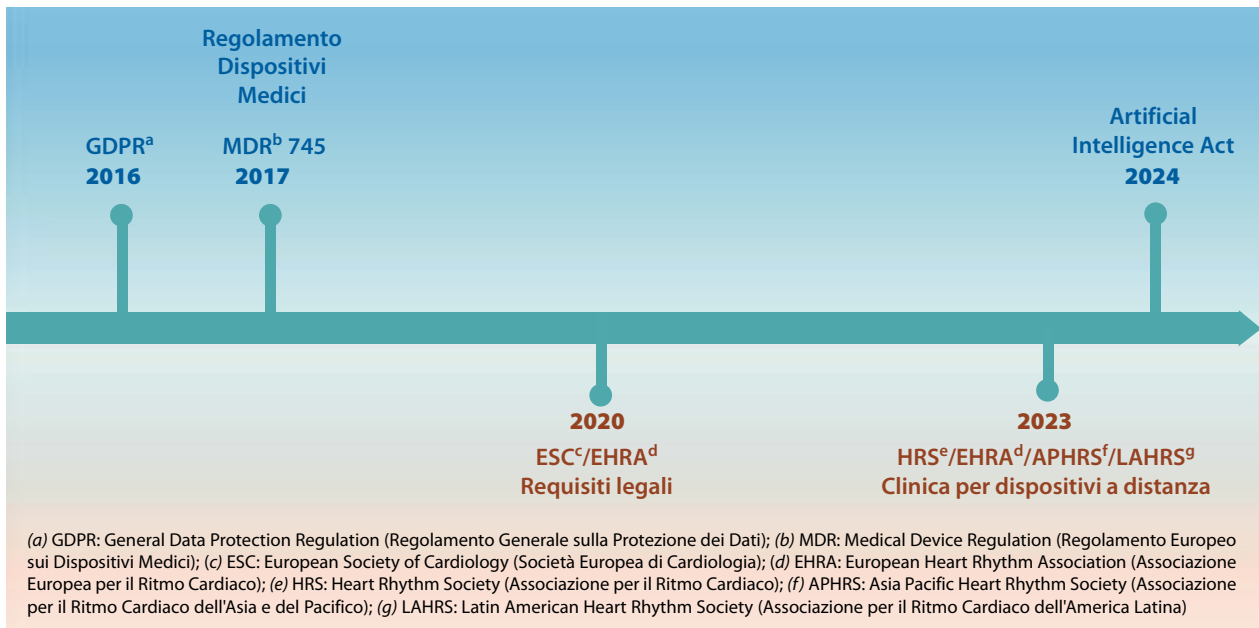 Regolamento
Dispositivi
Medici
GDPRᵃ
2016
MDRᵇ 745
2017
Artificial
Intelligence Act
2024
2020
ESCᶜ/EHRAᵈ
Requisiti legali
2023
HRSᵉ/EHRAᵈ/APHRSᶠ/LAHRSᵍ
Clinica per dispositivi a distanza
(a) GDPR: General Data Protection Regulation (Regolamento Generale sulla Protezione dei Dati); (b) MDR: Medical Device Regulation (Regolamento Europeo
sui Dispositivi Medici); (c) ESC: European Society of Cardiology (Società Europea di Cardiologia); (d) EHRA: European Heart Rhythm Association (Associazione
Europea per il Ritmo Cardiaco); (e) HRS: Heart Rhythm Society (Associazione per il Ritmo Cardiaco); (f) APHRS: Asia Pacific Heart Rhythm Society (Associazione
per il Ritmo Cardiaco dell'Asia e del Pacifico); (g) LAHRS: Latin American Heart Rhythm Society (Associazione per il Ritmo Cardiaco dell'America Latina)